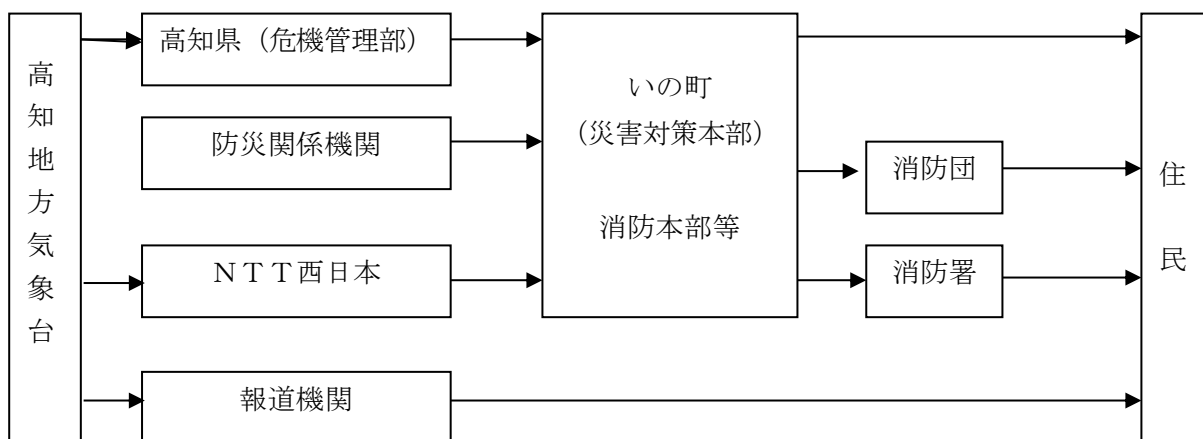 高知地方気象台
高知県（危機管理部）
防災関係機関
ＮＴＴ西日本
報道機関
いの町
（災害対策本部）
消防本部等
消防団
消防署
住民